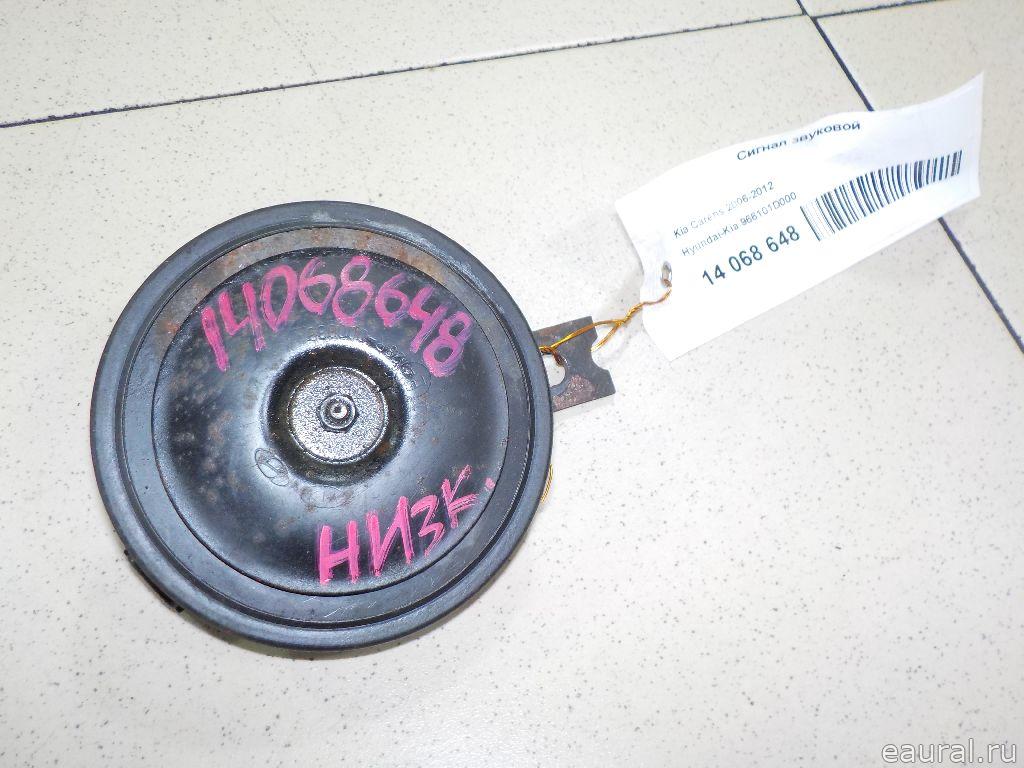 Сигнал звуковой
Kia Carens 2006-2012
Hyundai-Kia 966101D000
14 068 648
14068648
НИЗК.
eaural.ru